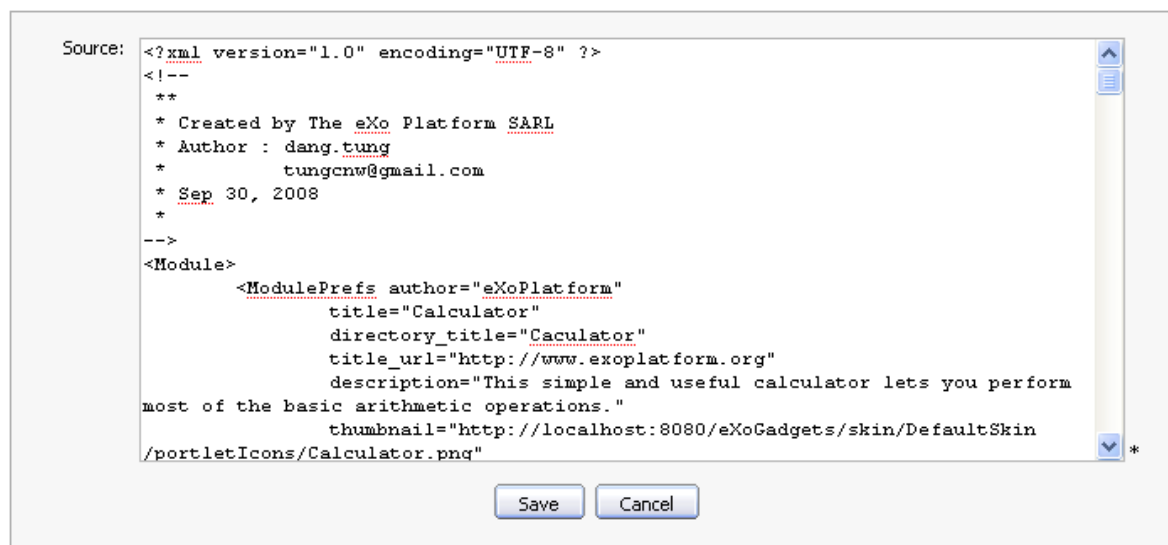 Source:
<?xml version="1.0" encoding="UTF-8" ?>
<!--
 **
 * Created by The eXo Platform SARL
 * Author : dang.tung
 *          tungcnw@gmail.com
 * Sep 30, 2008
 *
-->
<Module>
        <ModulePrefs author="eXoPlatform"
                title="Calculator"
                directory_title="Caculator"
                title_url="http://www.exoplatform.org"
                description="This simple and useful calculator lets you perform
most of the basic arithmetic operations."
                thumbnail="http://localhost:8080/eXoGadgets/skin/DefaultSkin
/portletIcons/Calculator.png"
*
Save Cancel